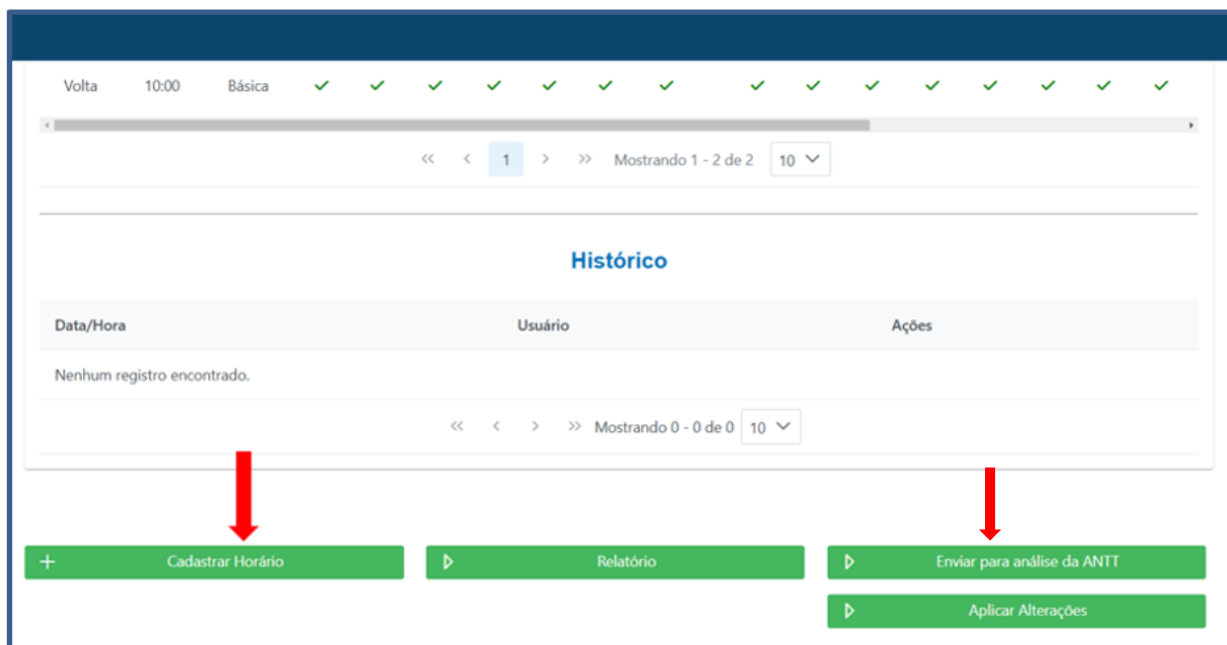 Volta 10:00 Básica
1 Mostrando 1 - 2 de 2 10
Histórico
Data/Hora Usuário Ações
Nenhum registro encontrado.
Mostrando 0 - 0 de 0 10
Cadastrar Horário Relatório Enviar para análise da ANTT
Aplicar Alterações